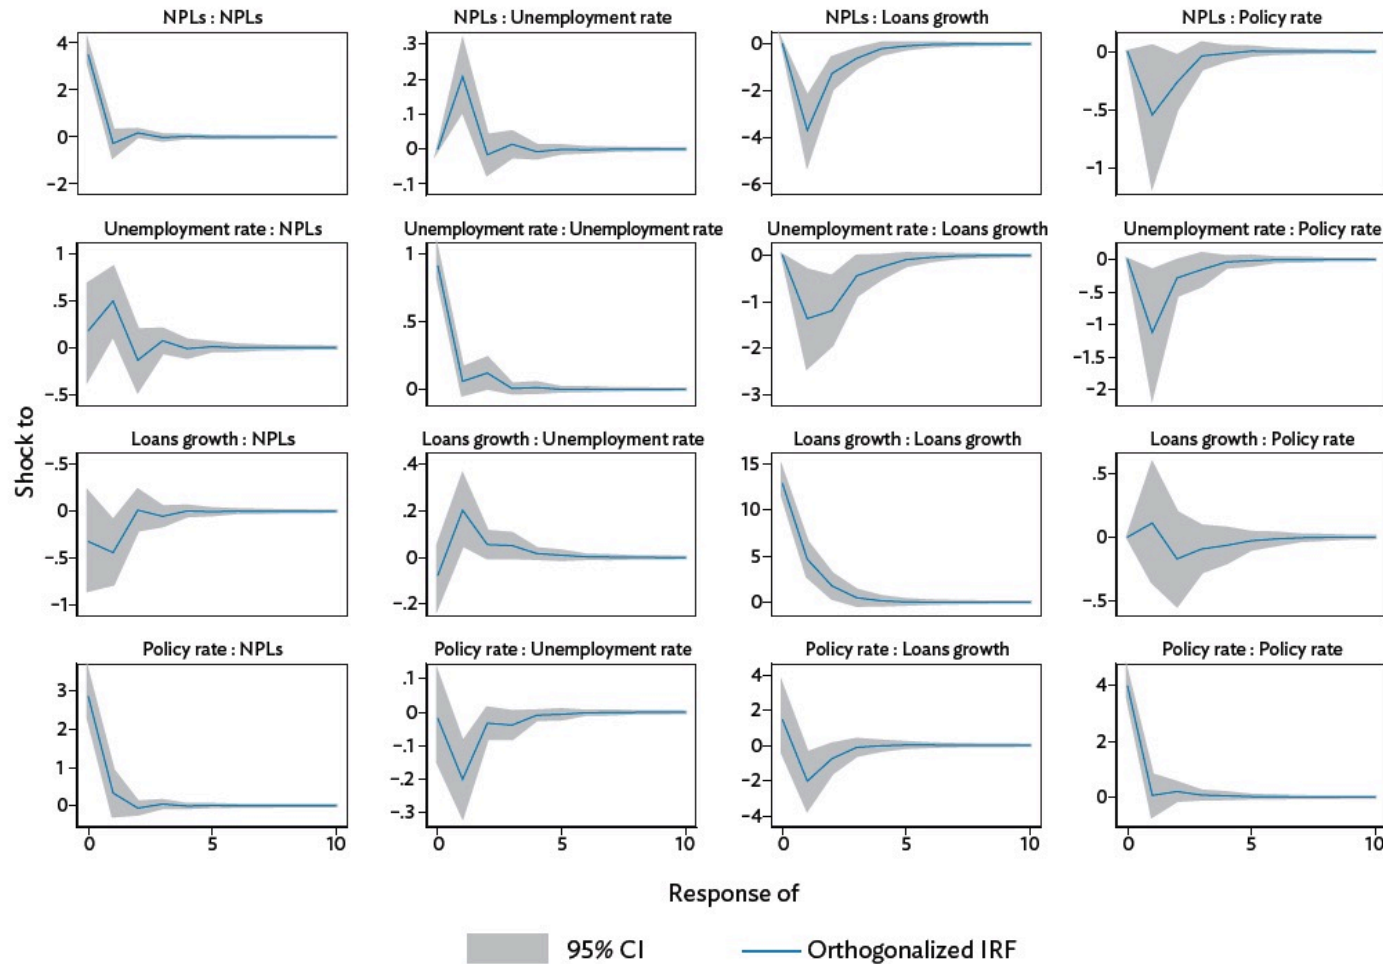 NPLs : NPLs
4
2
0
−2
NPLs : Unemployment rate
.3
.2
.1
0
−.1
NPLs : Loans growth
0
−2
−4
−6
NPLs : Policy rate
0
−.5
−1
Unemployment rate : NPLs
1
.5
0
−.5
Unemployment rate : Unemployment rate
1
.5
0
Unemployment rate : Loans growth
0
−1
−2
−3
Unemployment rate : Policy rate
0
−.5
−1
−1.5
−2
Shock to
Loans growth : NPLs
−.5
0
−.5
−1
Loans growth : Unemployment rate
.4
.2
0
−.2
Loans growth : Loans growth
15
10
5
0
Loans growth : Policy rate
.5
0
−.5
Policy rate : NPLs
3
2
1
0
0 5 10
Policy rate : Unemployment rate
.1
0
−.1
−.2
−.3
0 5 10
Policy rate : Loans growth
4
2
0
−2
−4
0 5 10
Policy rate : Policy rate
4
2
0
0 5 10
Response of
95% CI
Orthogonalized IRF